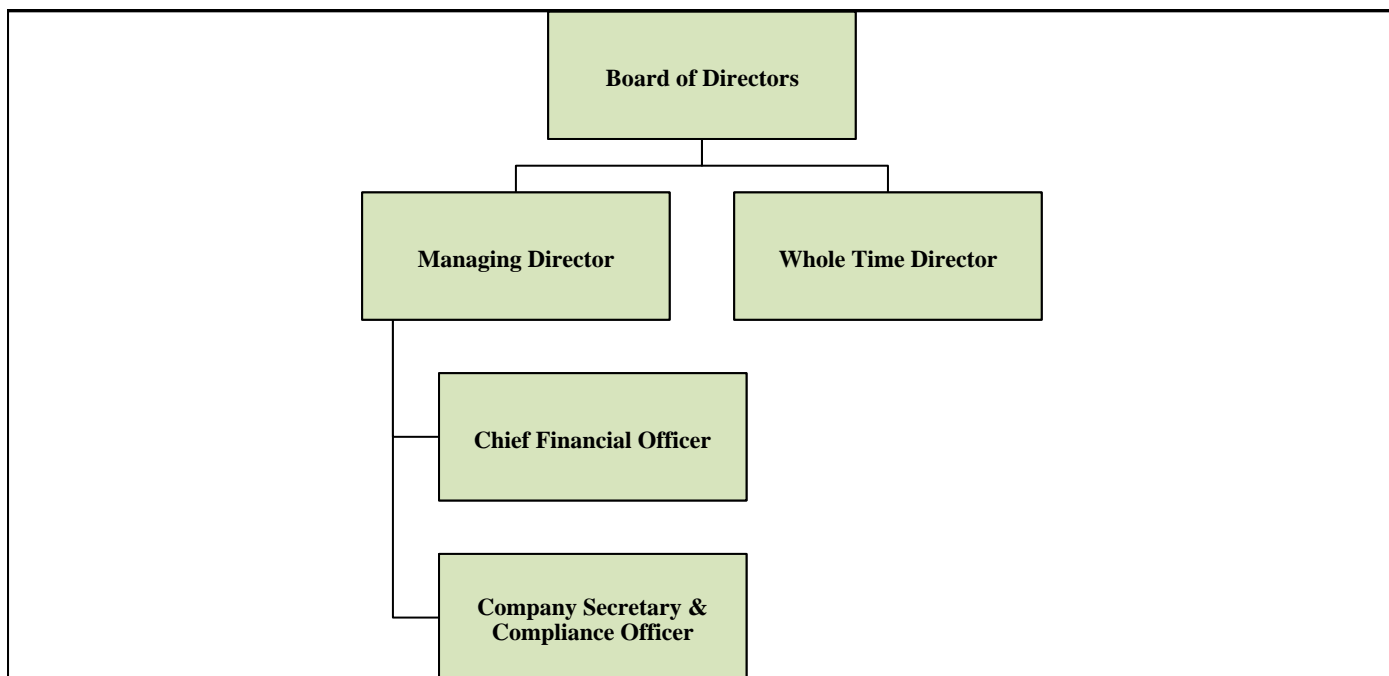 Board of Directors
Managing Director
Whole Time Director
Chief Financial Officer
Company Secretary &
Compliance Officer